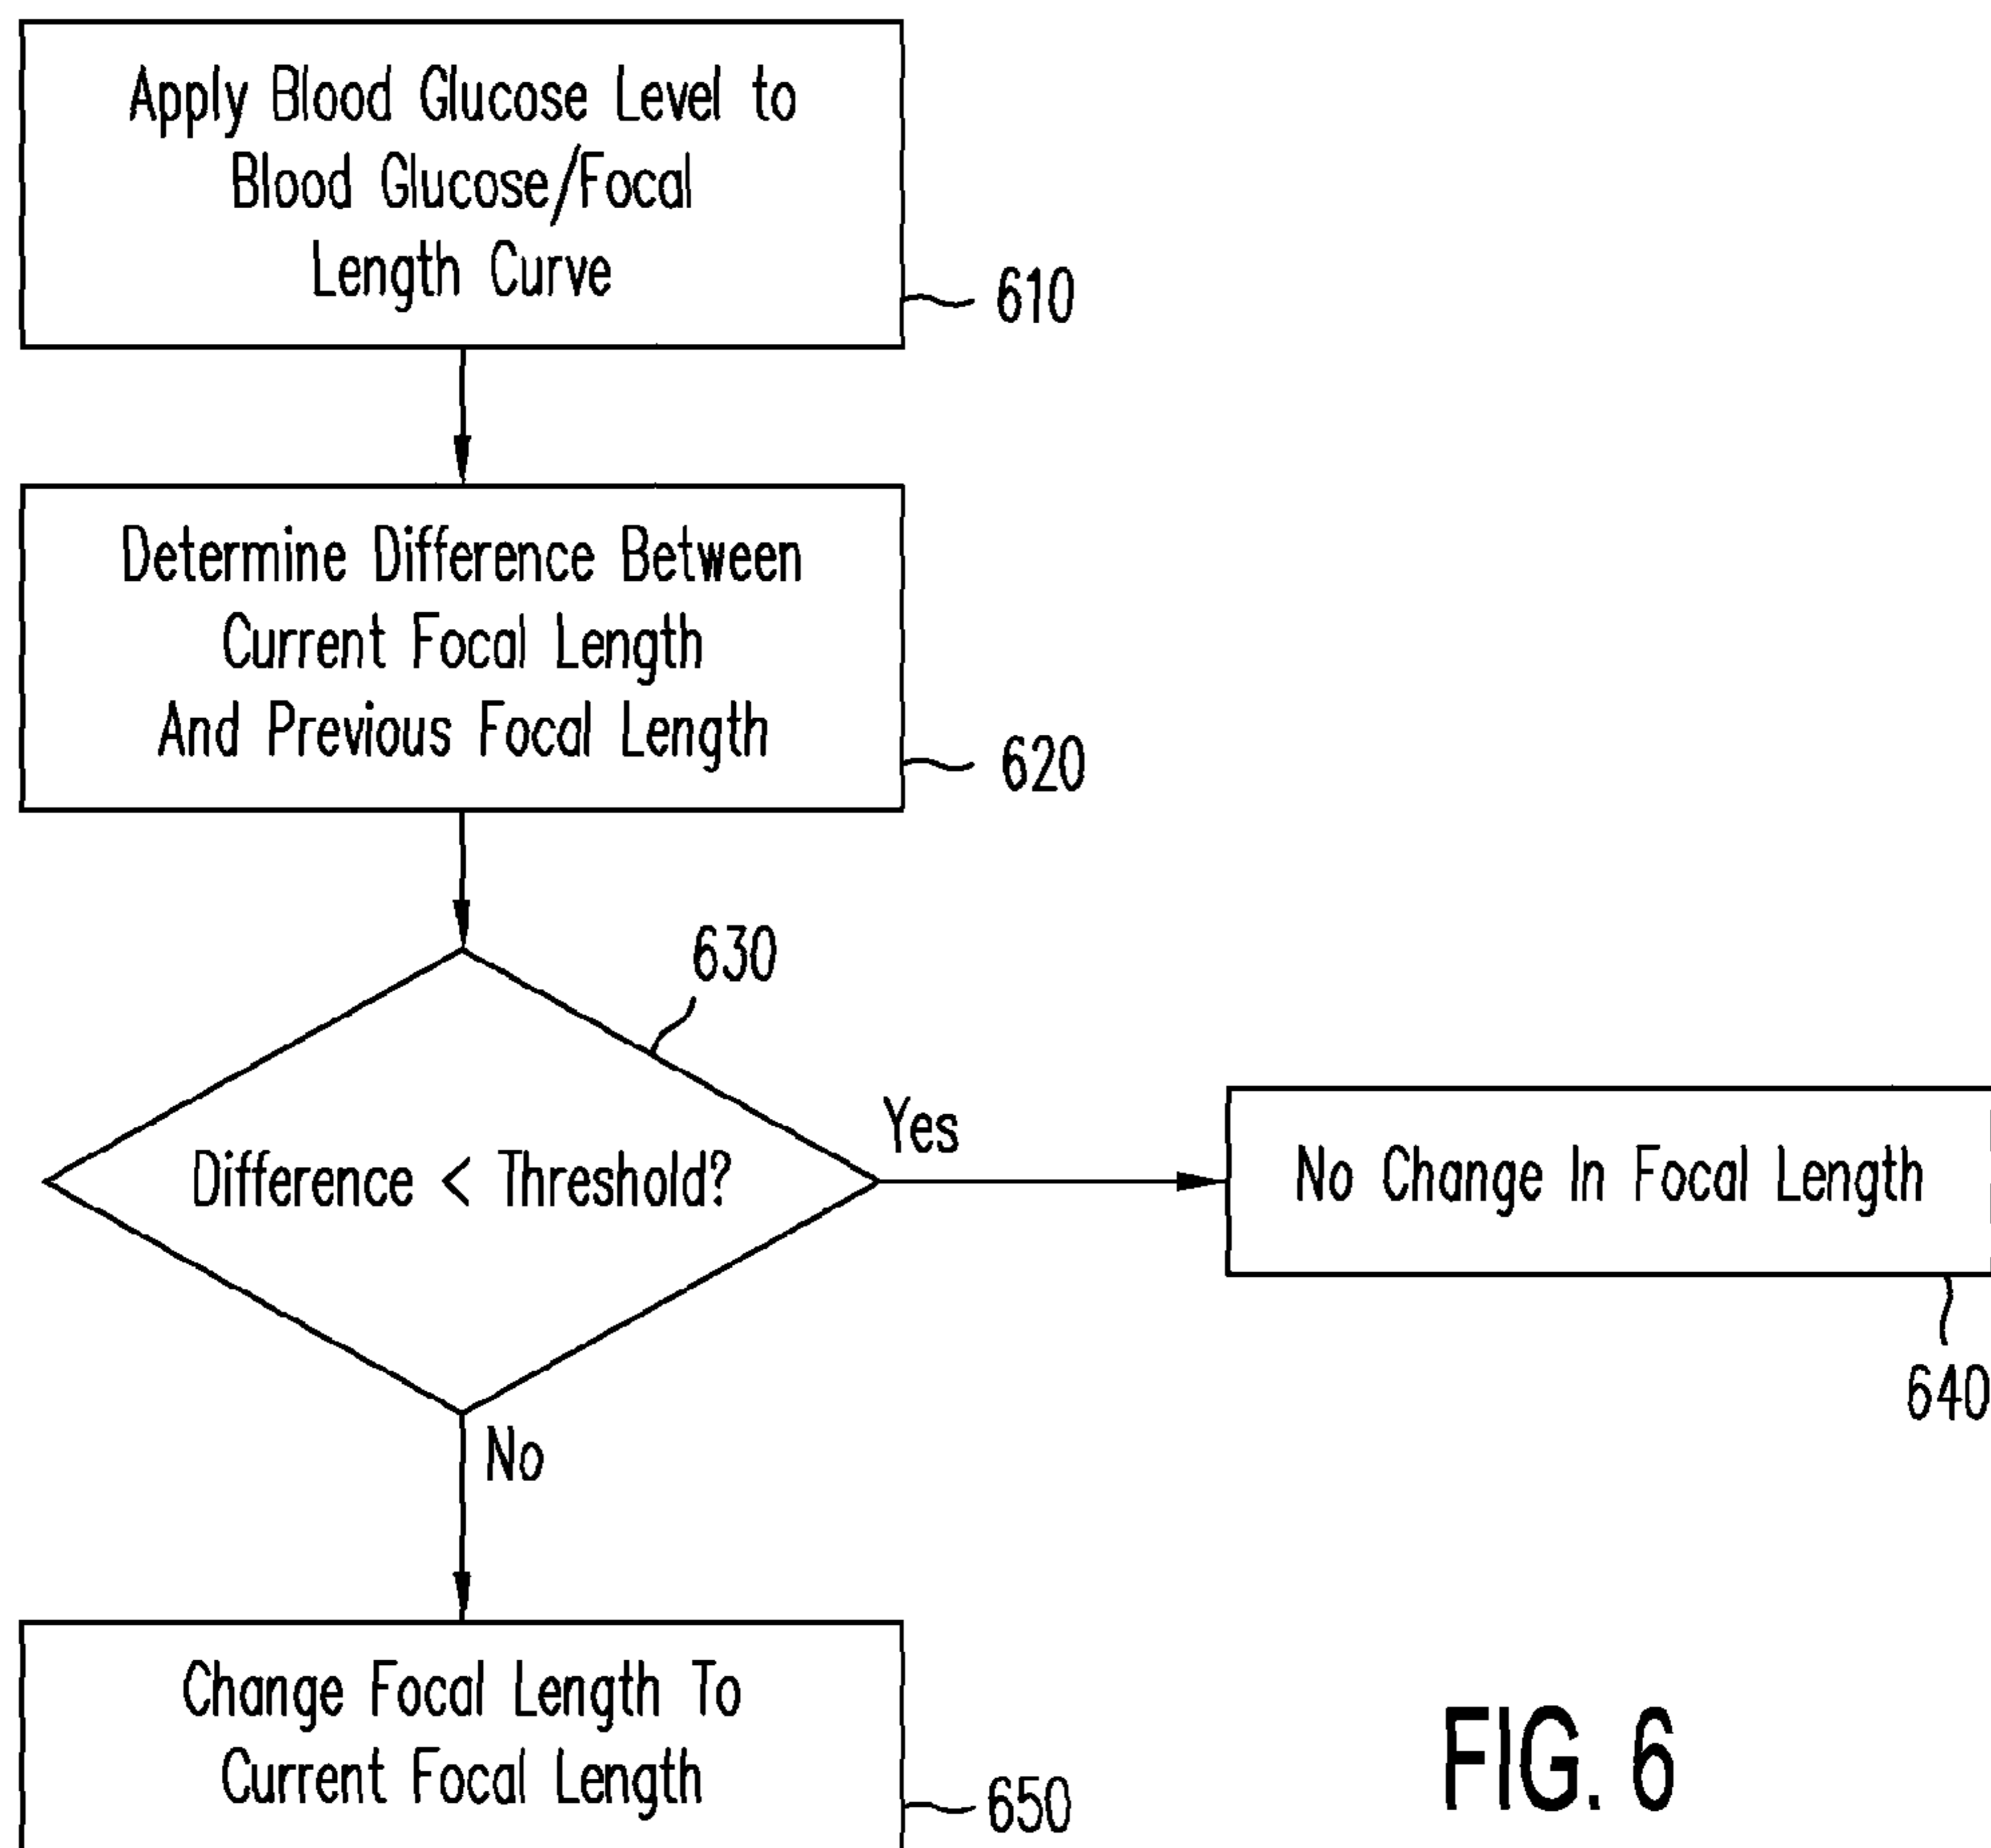 Apply Blood Glucose Level to
Blood Glucose/Focal
Length Curve
610
Determine Difference Between
Current Focal Length
And Previous Focal Length
620
630
Difference < Threshold?
Yes
No Change In Focal Length
640
No
Change Focal Length To
Current Focal Length
650
FIG. 6